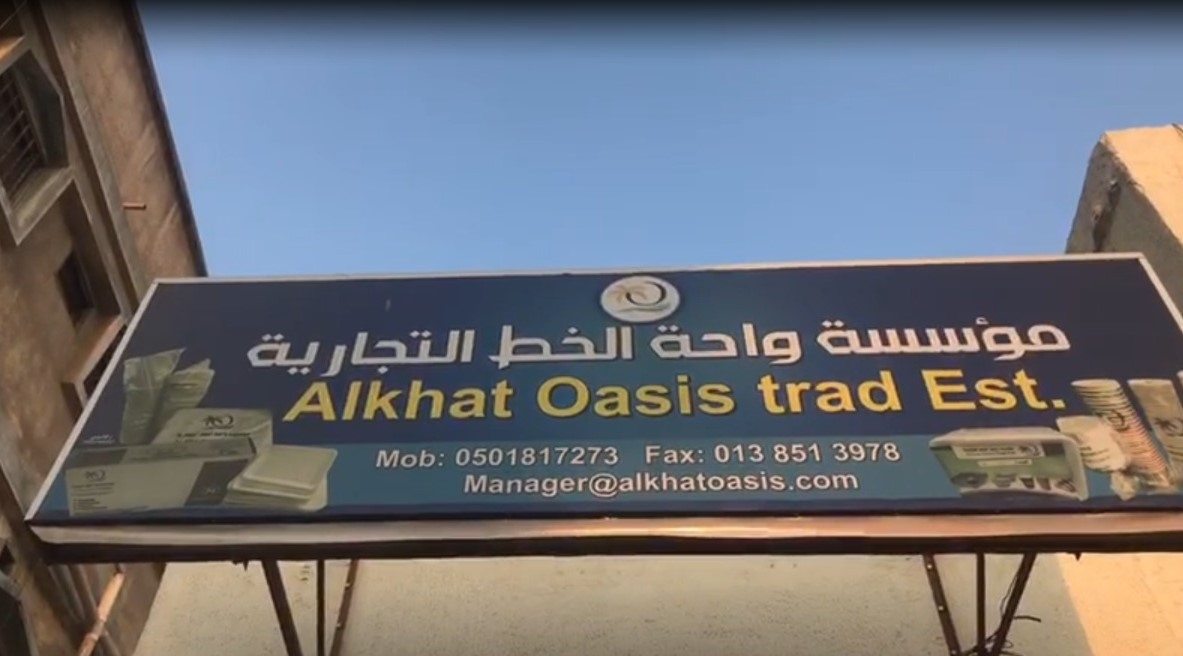 مؤسسة واحة الخط التجارية
Alkhat Oasis trad Est.
Mob: 0501817273 Fax: 013 851 3978
Manager@alkhatoasis.com